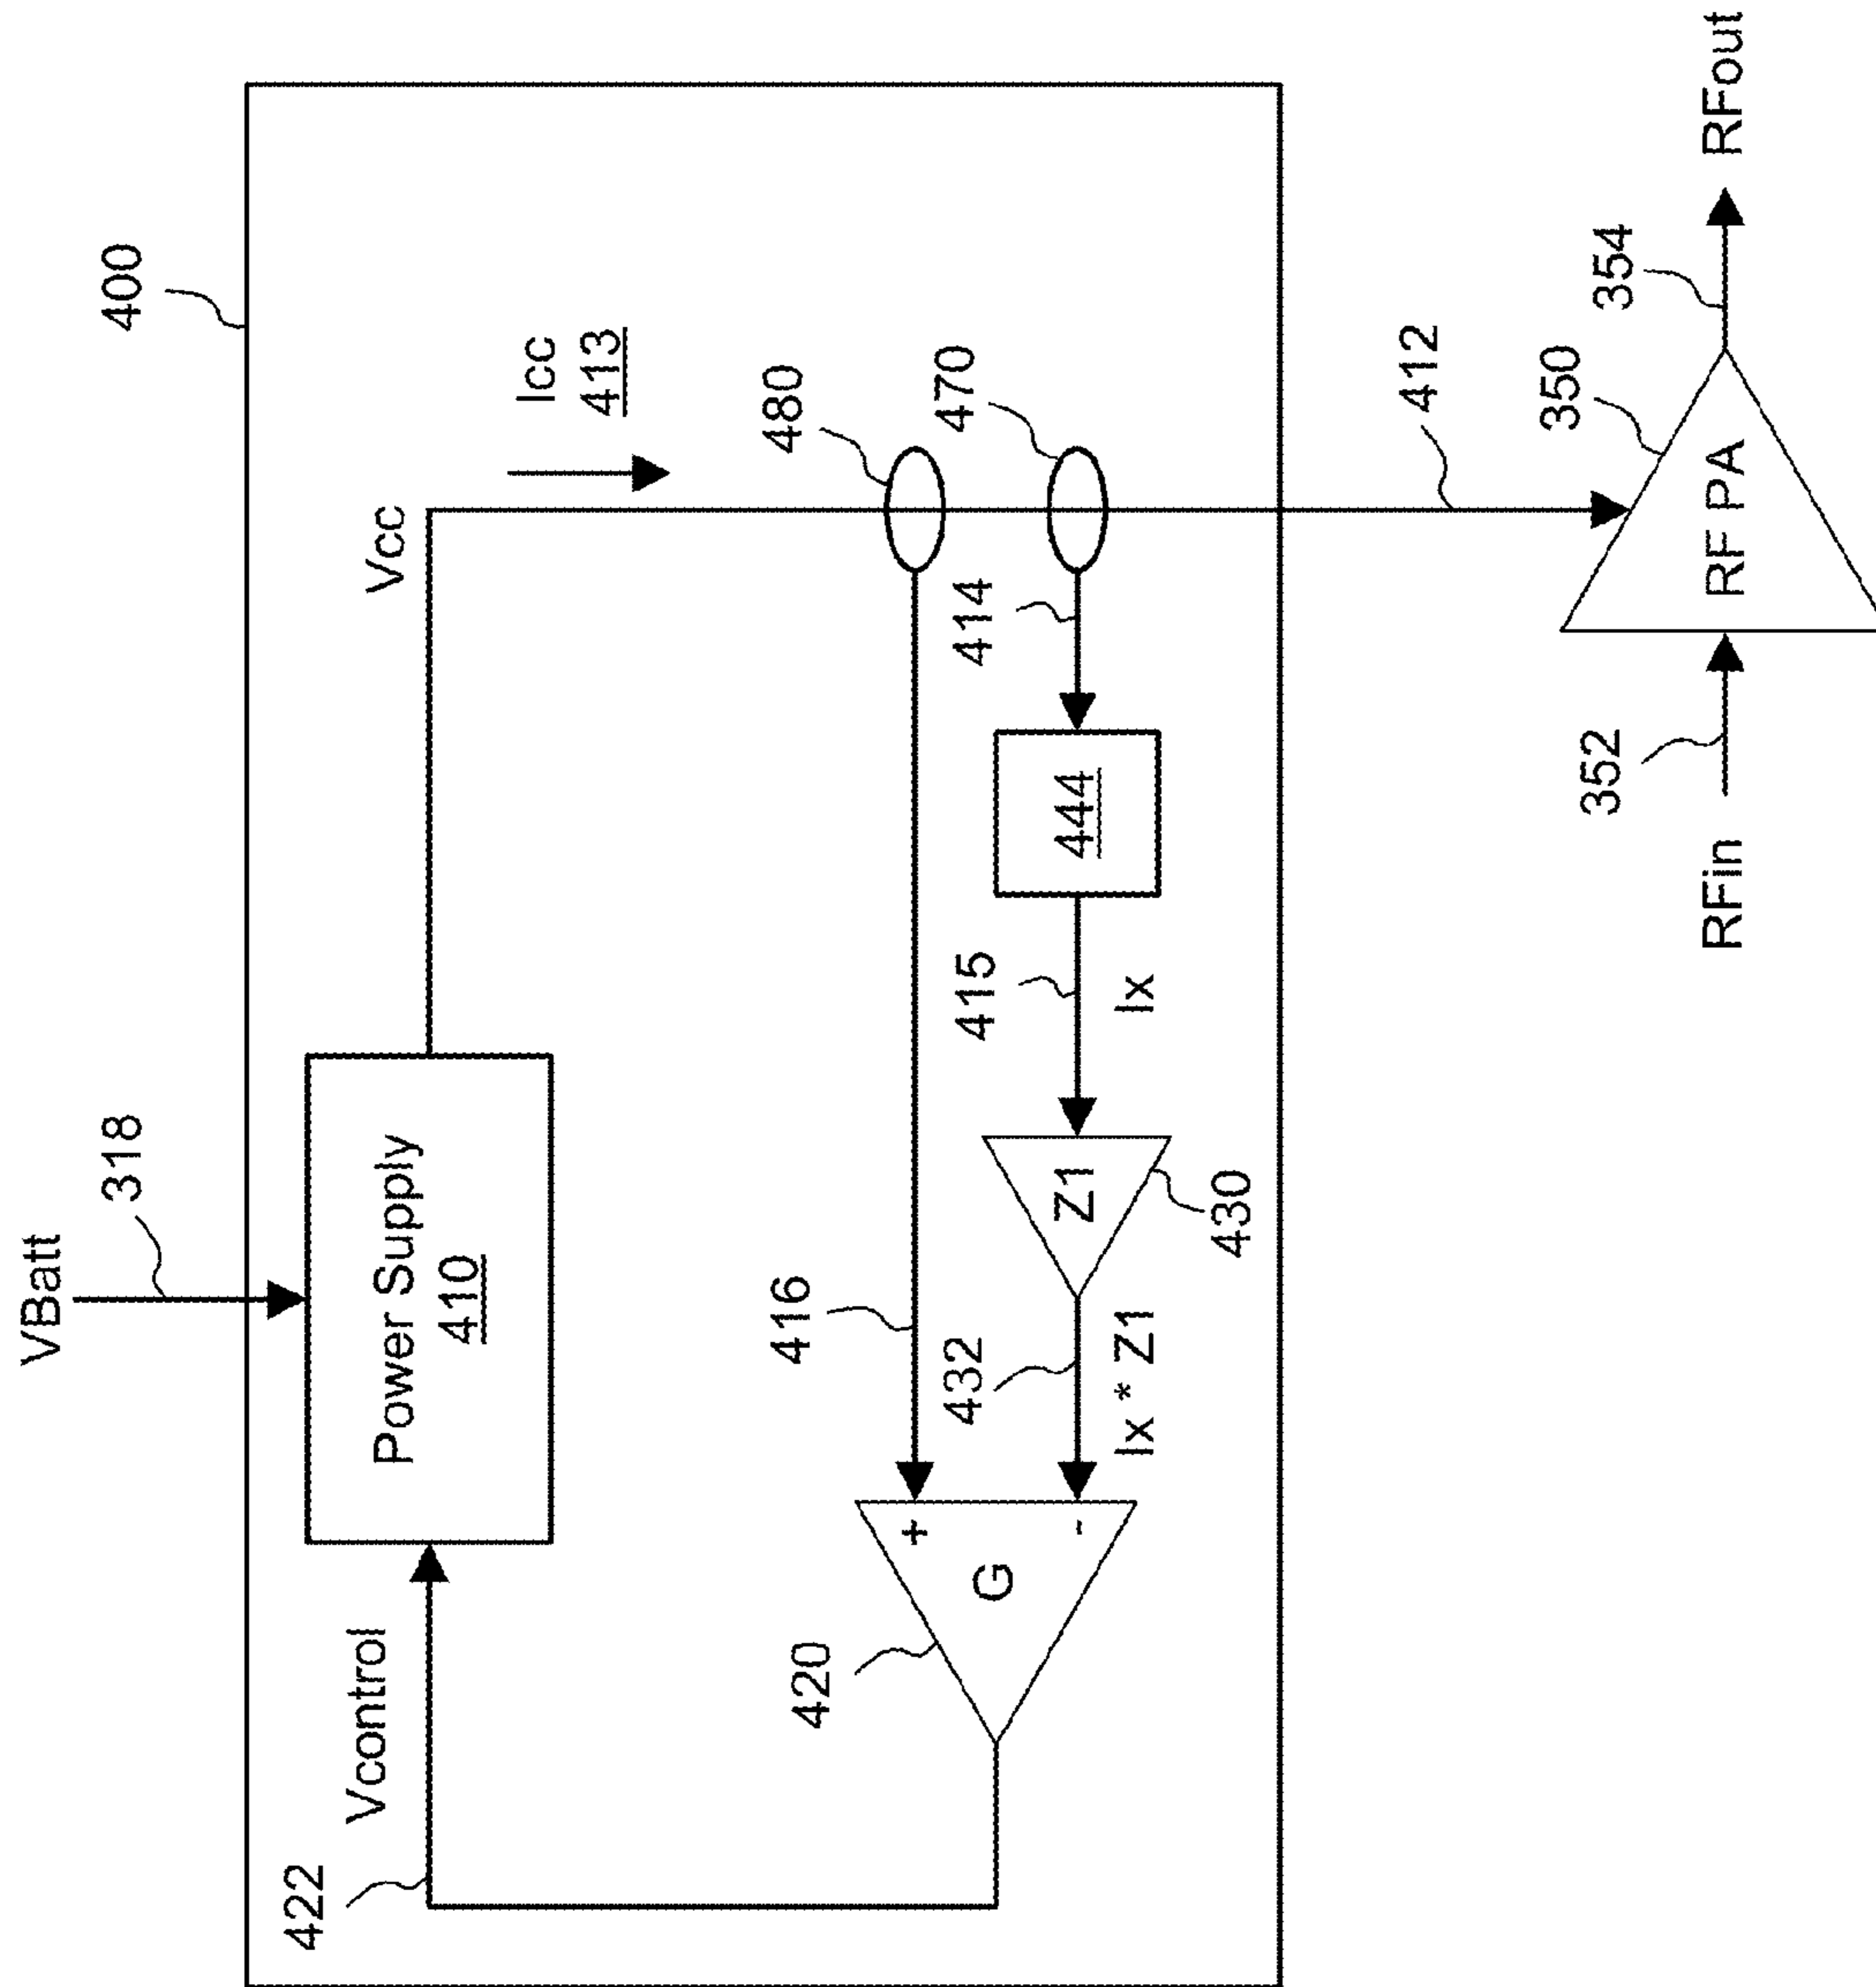 VBatt
318
400
422
Vcontrol
Power Supply
410
Vcc
Icc
413
480
470
416
420
+
-
G
432
Ix * Z1
Z1
430
415
Ix
444
414
412
RFin
352
350
RF PA
354
RFout